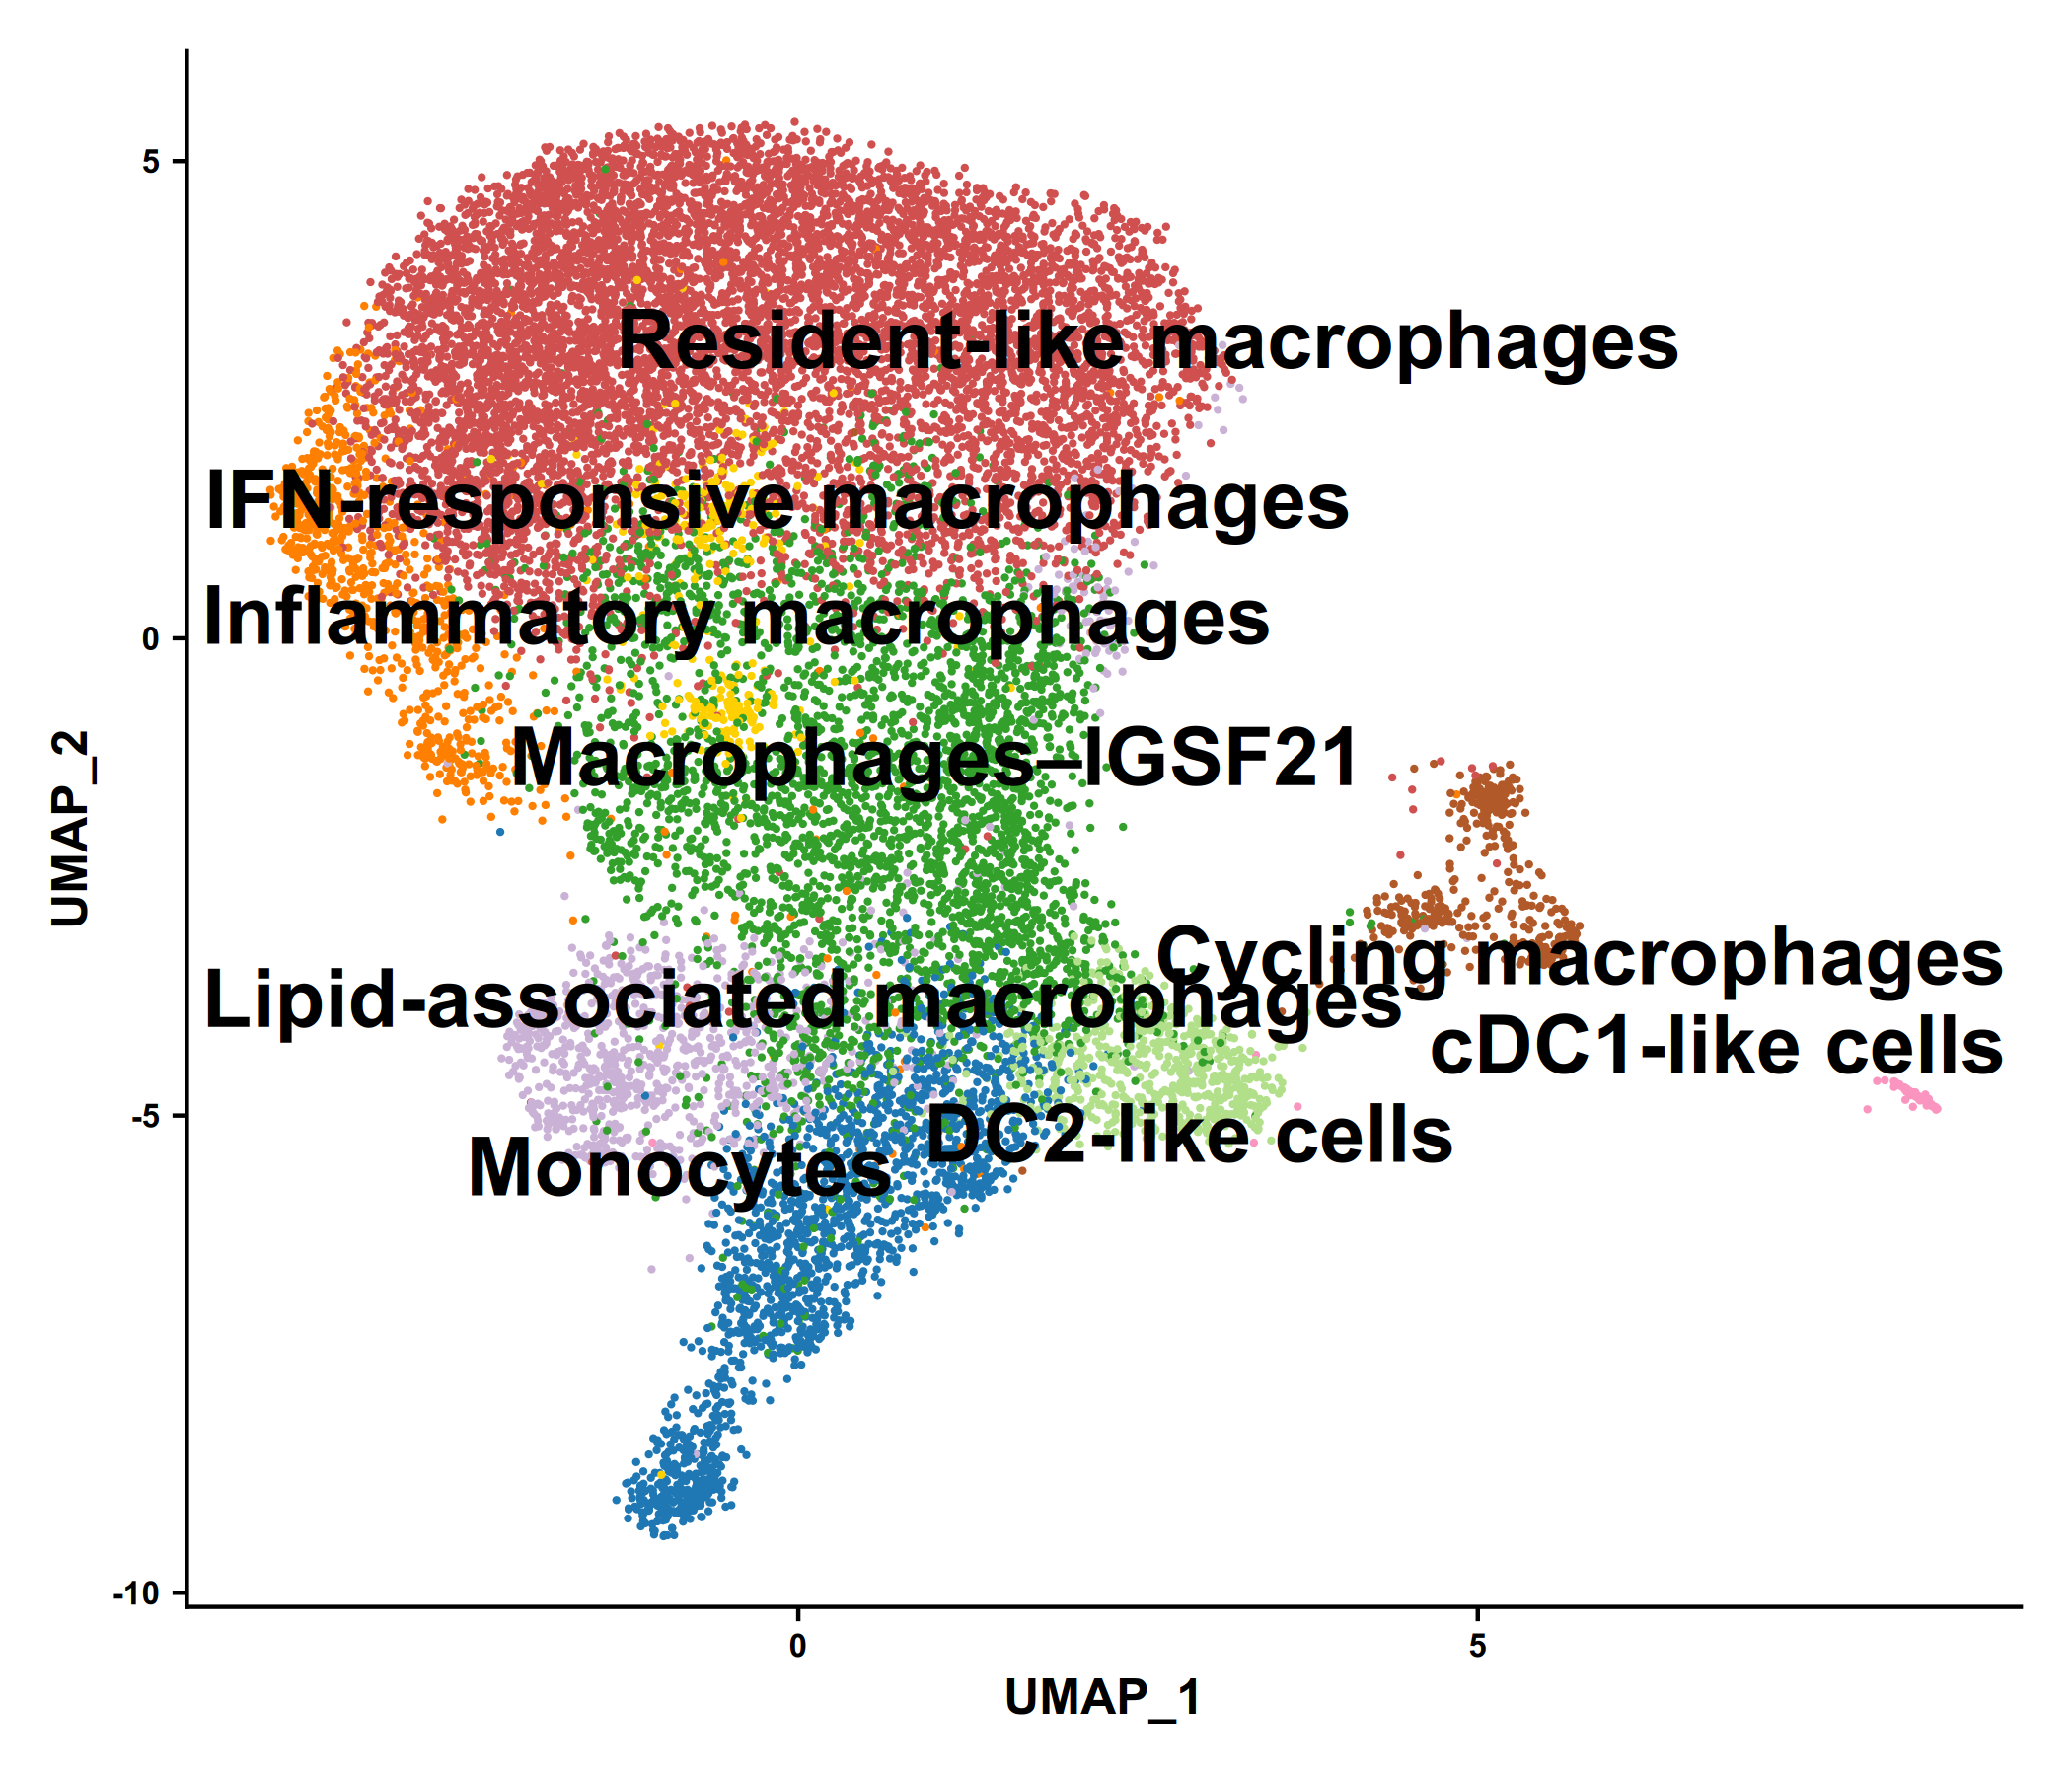 5
Resident-like macrophages
IFN-responsive macrophages
Inflammatory macrophages
0
Macrophages–IGSF21
UMAP_2
Cycling macrophages
Lipid-associated macrophages
cDC1-like cells
-5
DC2-like cells
Monocytes
-10
0
5
UMAP_1